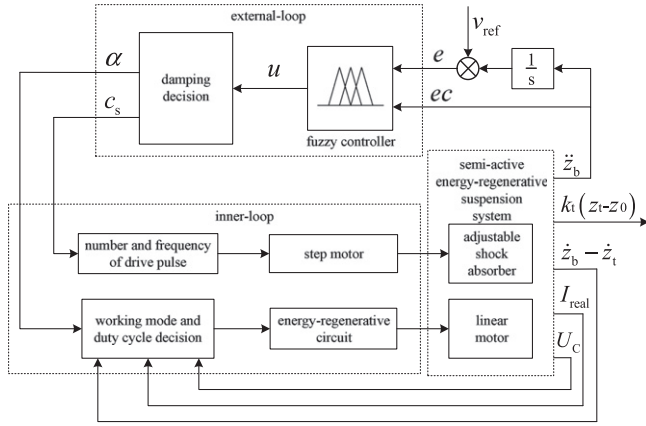 external-loop
v_ref
α
damping
decision
u
e
1
s
c_s
ec
fuzzy controller
semi-active
energy-regenerative
suspension
system
z̈_b
k_t(z_t-z_0)
inner-loop
number and frequency
of drive pulse
step motor
adjustable
shock
absorber
ż_b − ż_t
I_real
working mode and
duty cycle decision
energy-regenerative
circuit
linear
motor
U_C